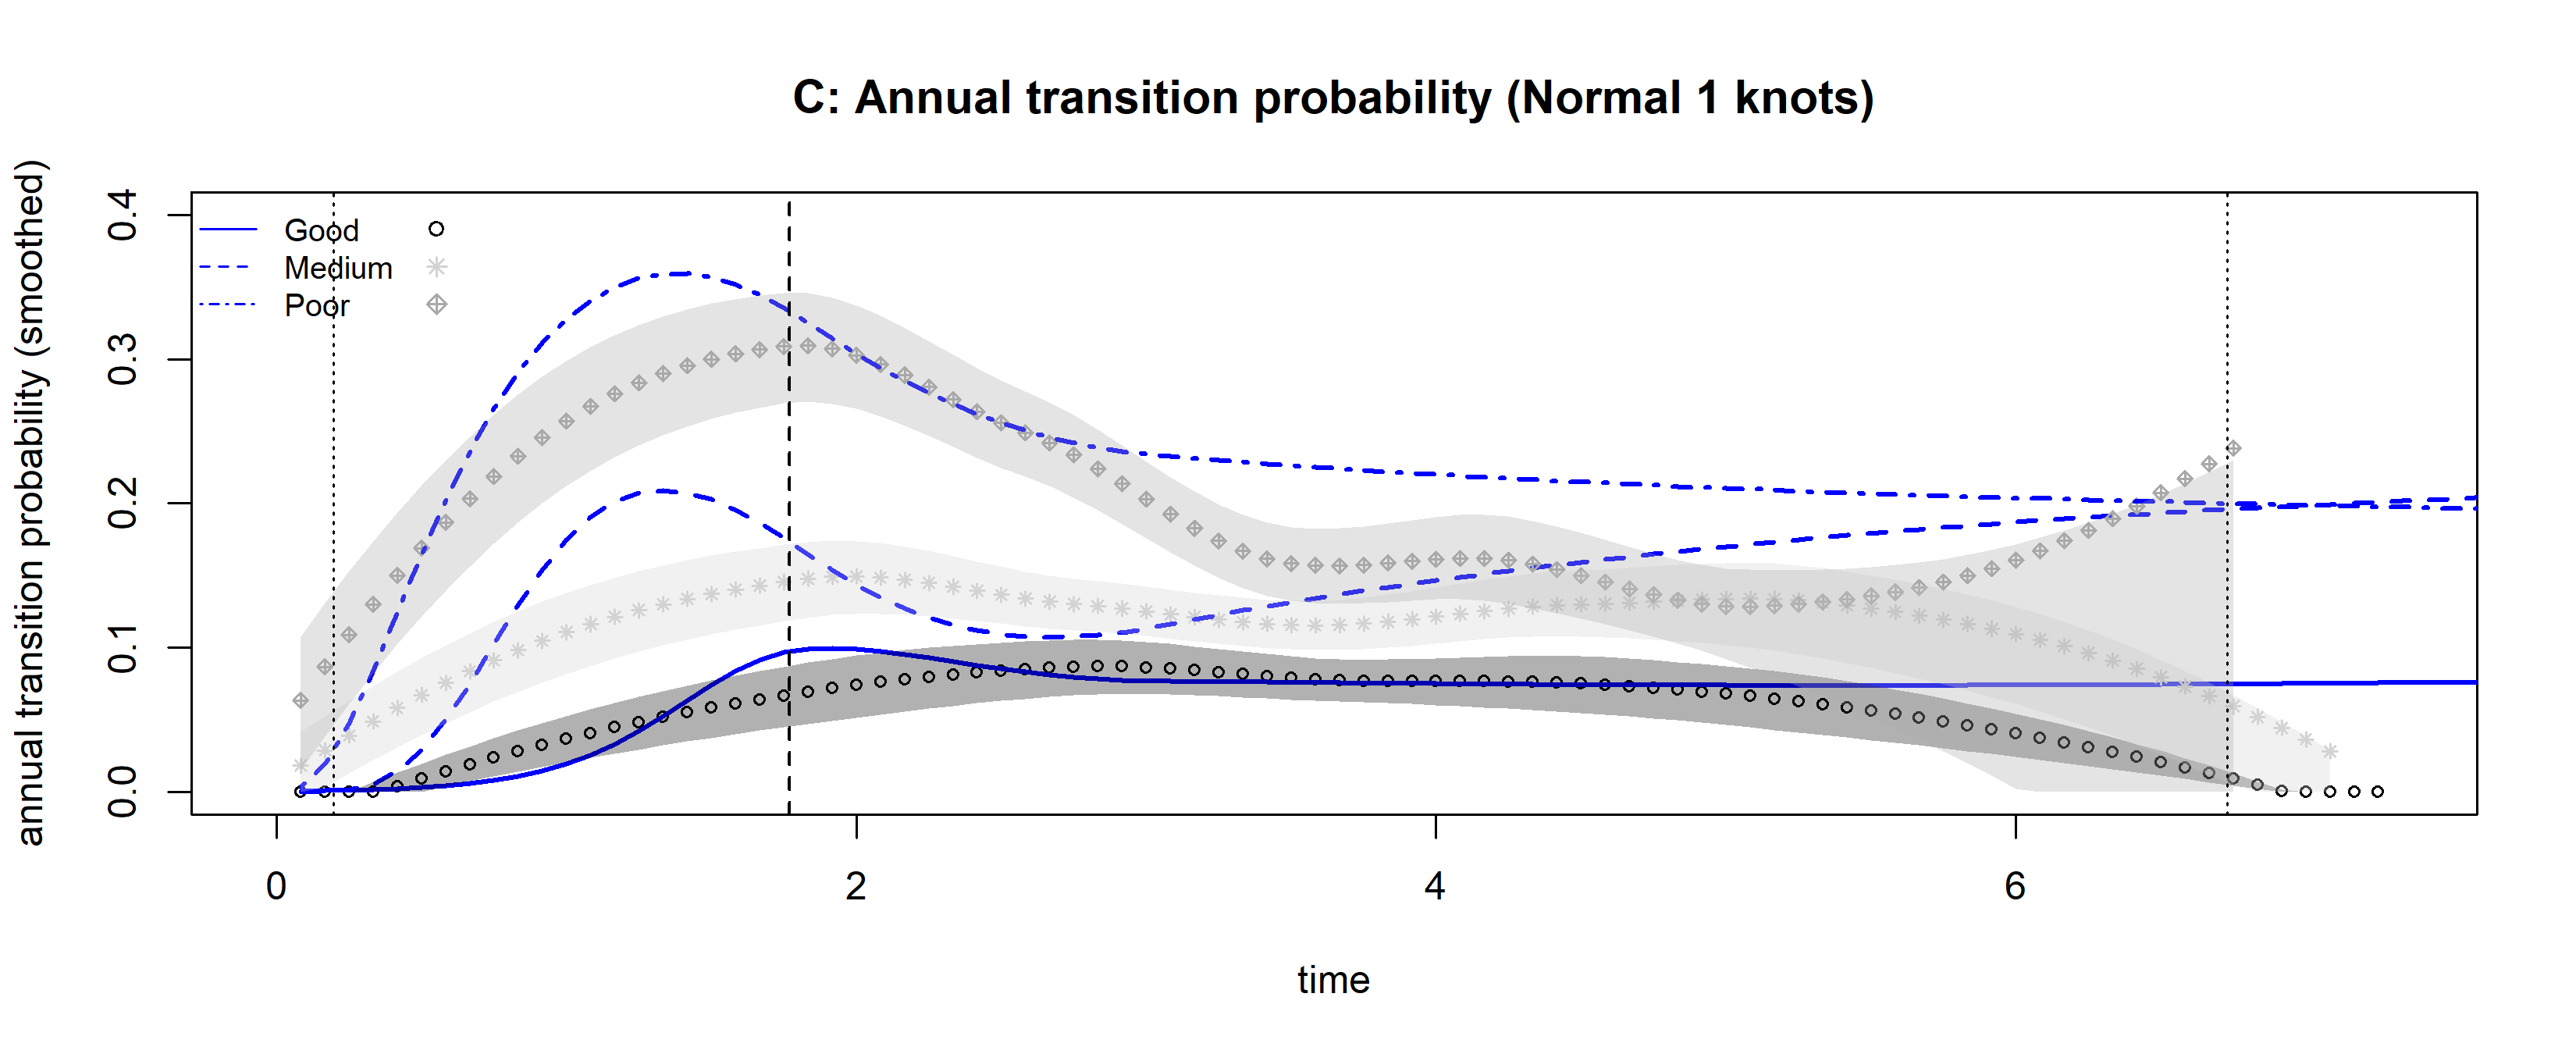 C: Annual transition probability (Normal 1 knots)
annual transition probability (smoothed)
0.4
0.3
0.2
0.1
0.0
Good
Medium
Poor
0 2 4 6
time